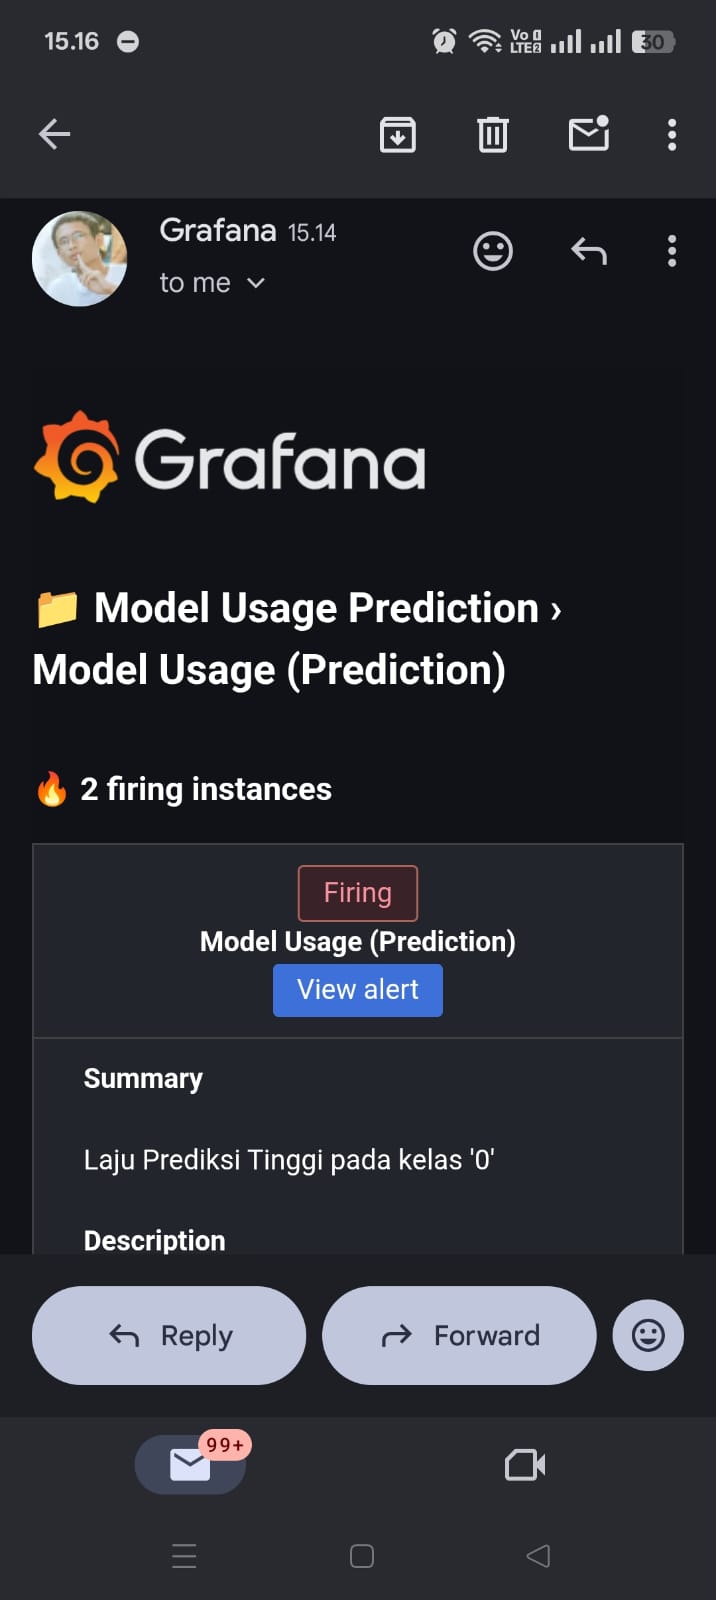 15.16
Vo
LTE2
30
Grafana 15.14
to me
Grafana
Model Usage Prediction ›
Model Usage (Prediction)
2 firing instances
Firing
Model Usage (Prediction)
View alert
Summary
Laju Prediksi Tinggi pada kelas '0'
Description
Reply
Forward
99+